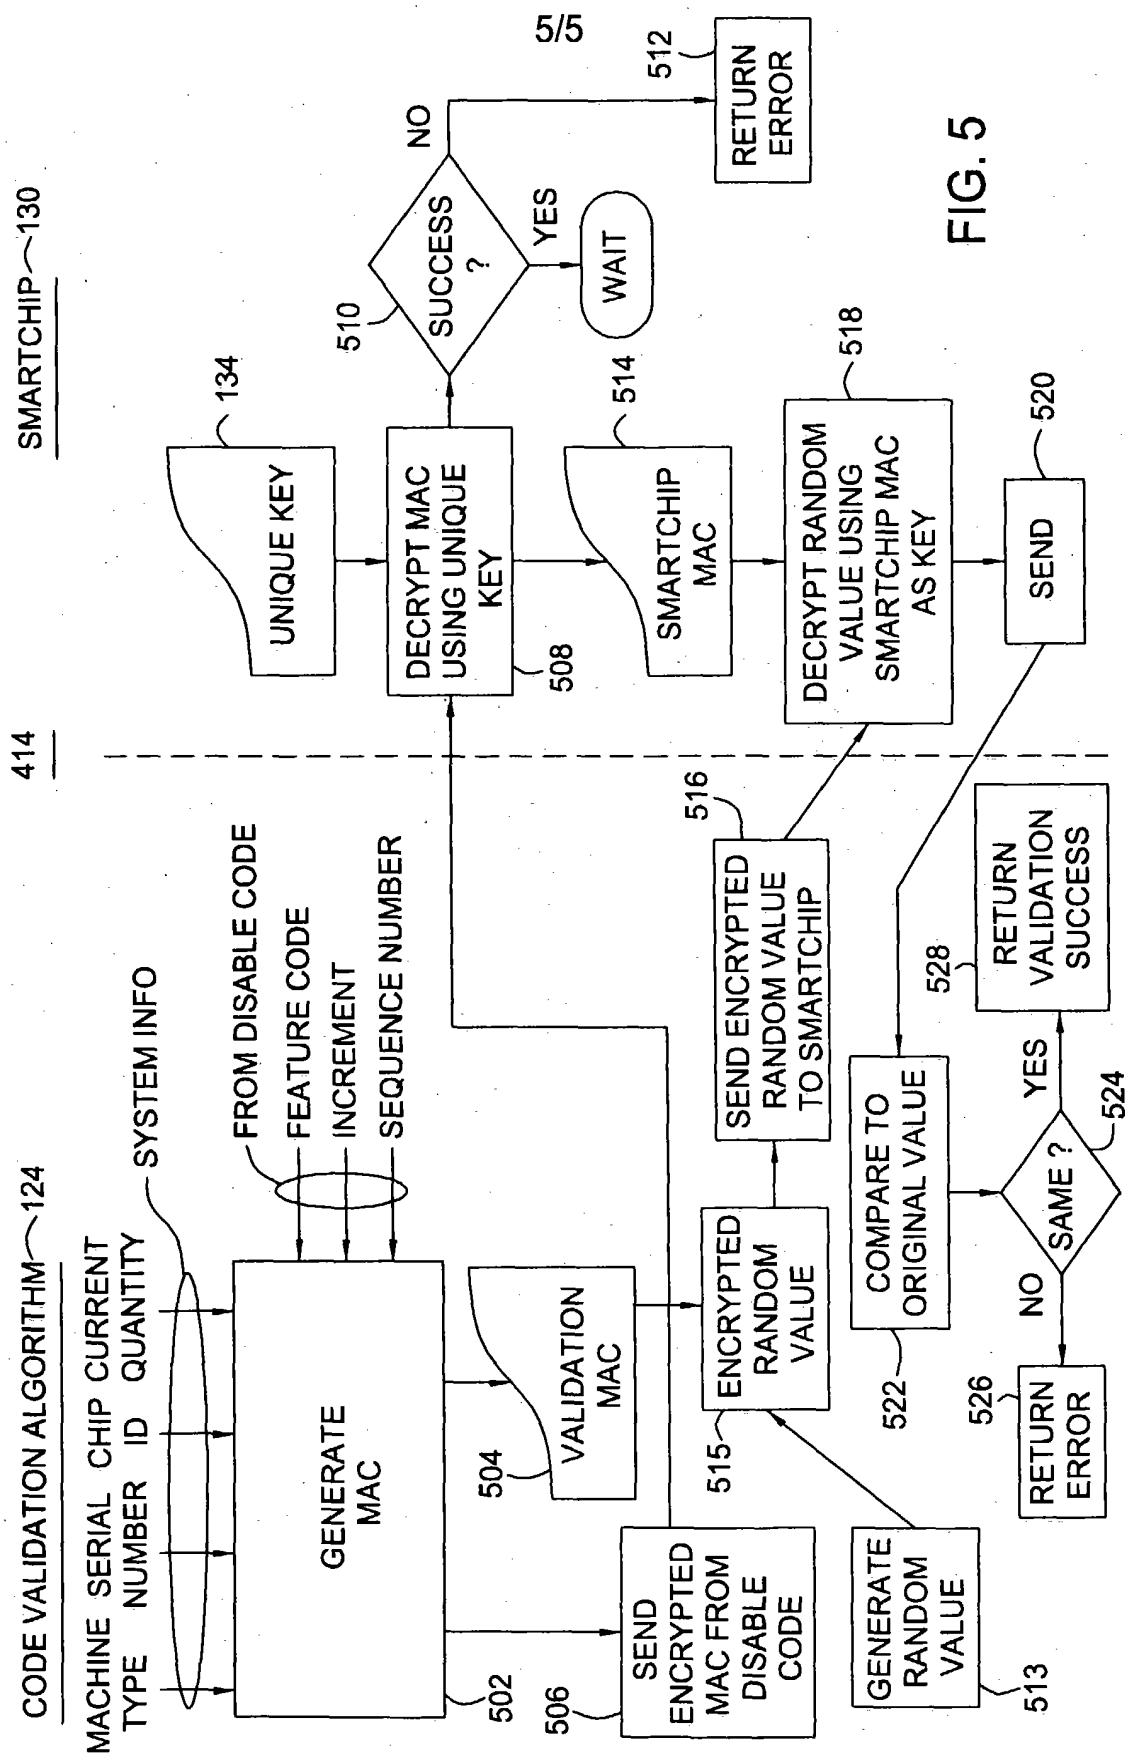 5/5
CODE VALIDATION ALGORITHM 124
414
SMARTCHIP 130
MACHINE SERIAL CHIP CURRENT
TYPE NUMBER ID QUANTITY
SYSTEM INFO
FROM DISABLE CODE
FEATURE CODE
INCREMENT
SEQUENCE NUMBER
GENERATE
MAC
502
504
VALIDATION
MAC
506
SEND
ENCRYPTED
MAC FROM
DISABLE
CODE
UNIQUE KEY
134
DECRYPT MAC
USING UNIQUE
KEY
508
510
SUCCESS
?
NO
YES
WAIT
512
RETURN
ERROR
SMARTCHIP
MAC
514
GENERATE
RANDOM
VALUE
513
515
ENCRYPTED
RANDOM
VALUE
516
SEND ENCRYPTED
RANDOM VALUE
TO SMARTCHIP
DECRYPT RANDOM
VALUE USING
SMARTCHIP MAC
AS KEY
518
SEND
520
522
COMPARE TO
ORIGINAL VALUE
SAME ?
524
NO
YES
526
RETURN
ERROR
528
RETURN
VALIDATION
SUCCESS
FIG. 5